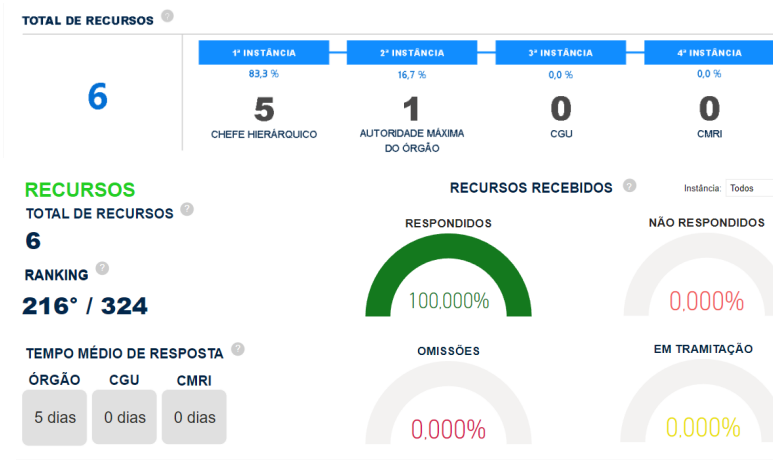 TOTAL DE RECURSOS ?
1ª INSTÂNCIA 2ª INSTÂNCIA 3ª INSTÂNCIA 4ª INSTÂNCIA
83,3 % 16,7 % 0,0 % 0,0 %
6
5 1 0 0
CHEFE HIERÁRQUICO AUTORIDADE MÁXIMA CGU CMRI
DO ÓRGÃO
RECURSOS
RECURSOS RECEBIDOS ? Instância: Todos
TOTAL DE RECURSOS ?
6
RESPONDIDOS NÃO RESPONDIDOS
100,000% 0,000%
RANKING ?
216° / 324
TEMPO MÉDIO DE RESPOSTA ?
ÓRGÃO CGU CMRI
5 dias 0 dias 0 dias
OMISSÕES EM TRAMITAÇÃO
0,000% 0,000%